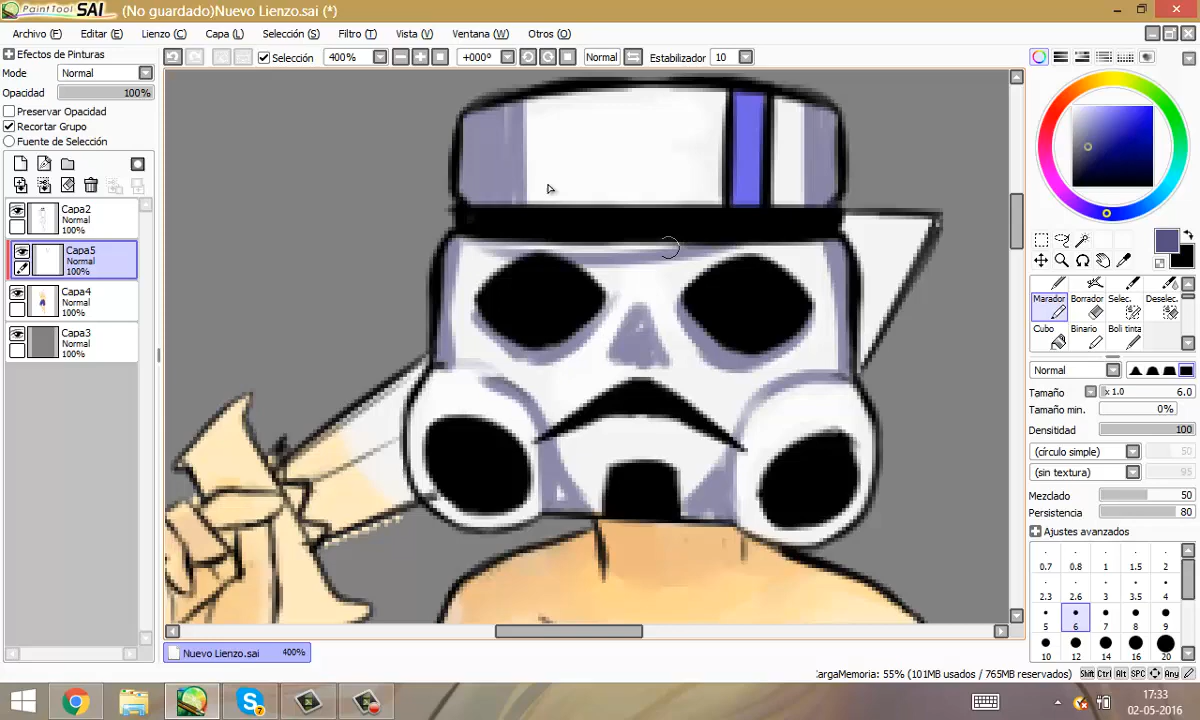 PaintTool SAI (No guardado)Nuevo Lienzo.sai (*)
Archivo (F) Editar (E) Lienzo (C) Capa (L) Selección (S) Filtro (T) Vista (V) Ventana (W) Otros (O)
Efectos de Pinturas
Selección 400% +000º Normal Estabilizador 10
Modo Normal
Opacidad 100%
Preservar Opacidad
Recortar Grupo
Fuente de Selección
Capa2
Normal
100%
Capa5
Normal
100%
Capa4
Normal
100%
Capa3
Normal
100%
Marador Borrador Selec. Deselec.
Cubo Binario Boli tinta
Normal
Tamaño x 1.0 6.0
Tamaño min. 0%
Densidad 100
(círculo simple) 50
(sin textura) 95
Mezclado 50
Persistencia 80
Ajustes avanzados
0.7 0.8 1 1.5 2
2.3 2.6 3 3.5 4
5 6 7 8 9
10 12 14 16 20
Nuevo Lienzo.sai 400%
CargaMemoria: 55% (101MB usados / 765MB reservados)
Shift Ctrl Alt SPC Any
17:33
02-05-2016